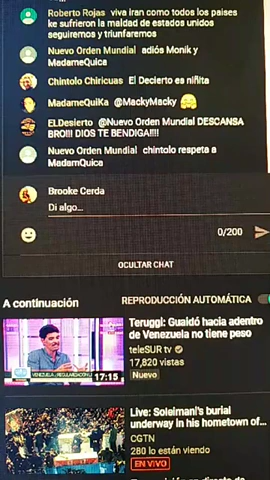 Roberto Rojas viva iran como todos los paises
ke sufrieron la maldad de estados unidos
seguiremos y triunfaremos
Nuevo Orden Mundial adiós Monik y
MadameQuica
Chintolo Chiricuas El Decierto es niñita
MadameQuiKa @MackyMacky
ELDesierto @Nuevo Orden Mundial DESCANSA
BRO!!! DIOS TE BENDIGA!!!!
Nuevo Orden Mundial chintolo respeta a
MadamQuica
Brooke Cerda
Di algo...
0/200
OCULTAR CHAT
A continuación REPRODUCCIÓN AUTOMÁTICA
Teruggi: Guaidó hacia adentro
de Venezuela no tiene peso
teleSUR tv
17,820 vistas
Nuevo
17:15
Live: Soleimani's burial
underway in his hometown of...
CGTN
280 lo están viendo
EN VIVO